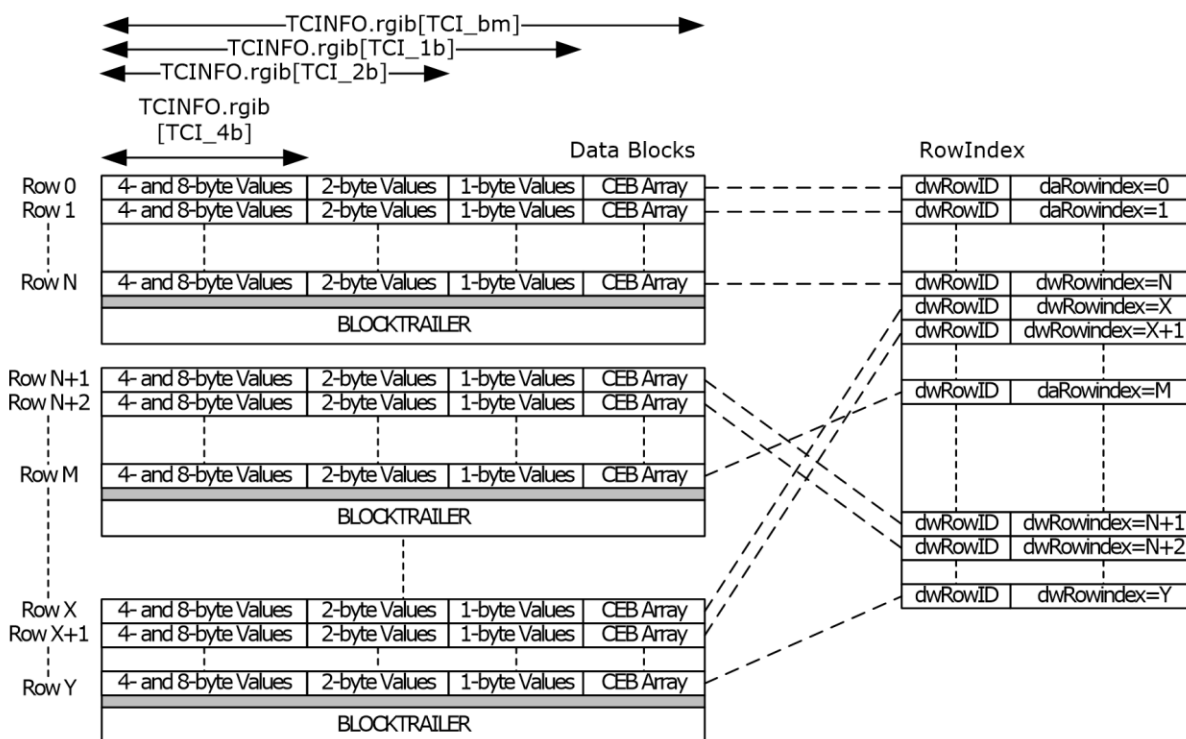 TCINFO.rgib[TCI_bm]
TCINFO.rgib[TCI_1b]
TCINFO.rgib[TCI_2b]
TCINFO.rgib
[TCI_4b]
Data Blocks RowIndex
Row 0 4- and 8-byte Values 2-byte Values 1-byte Values CEB Array dwRowID daRowindex=0
Row 1 4- and 8-byte Values 2-byte Values 1-byte Values CEB Array dwRowID daRowindex=1
Row N 4- and 8-byte Values 2-byte Values 1-byte Values CEB Array dwRowID dwRowindex=N
dwRowID dwRowindex=X
BLOCKTRAILER dwRowID dwRowindex=X+1
Row N+1 4- and 8-byte Values 2-byte Values 1-byte Values CEB Array
Row N+2 4- and 8-byte Values 2-byte Values 1-byte Values CEB Array dwRowID daRowindex=M
Row M 4- and 8-byte Values 2-byte Values 1-byte Values CEB Array
BLOCKTRAILER dwRowID dwRowindex=N+1
dwRowID dwRowindex=N+2
Row X 4- and 8-byte Values 2-byte Values 1-byte Values CEB Array dwRowID dwRowindex=Y
Row X+1 4- and 8-byte Values 2-byte Values 1-byte Values CEB Array
Row Y 4- and 8-byte Values 2-byte Values 1-byte Values CEB Array
BLOCKTRAILER